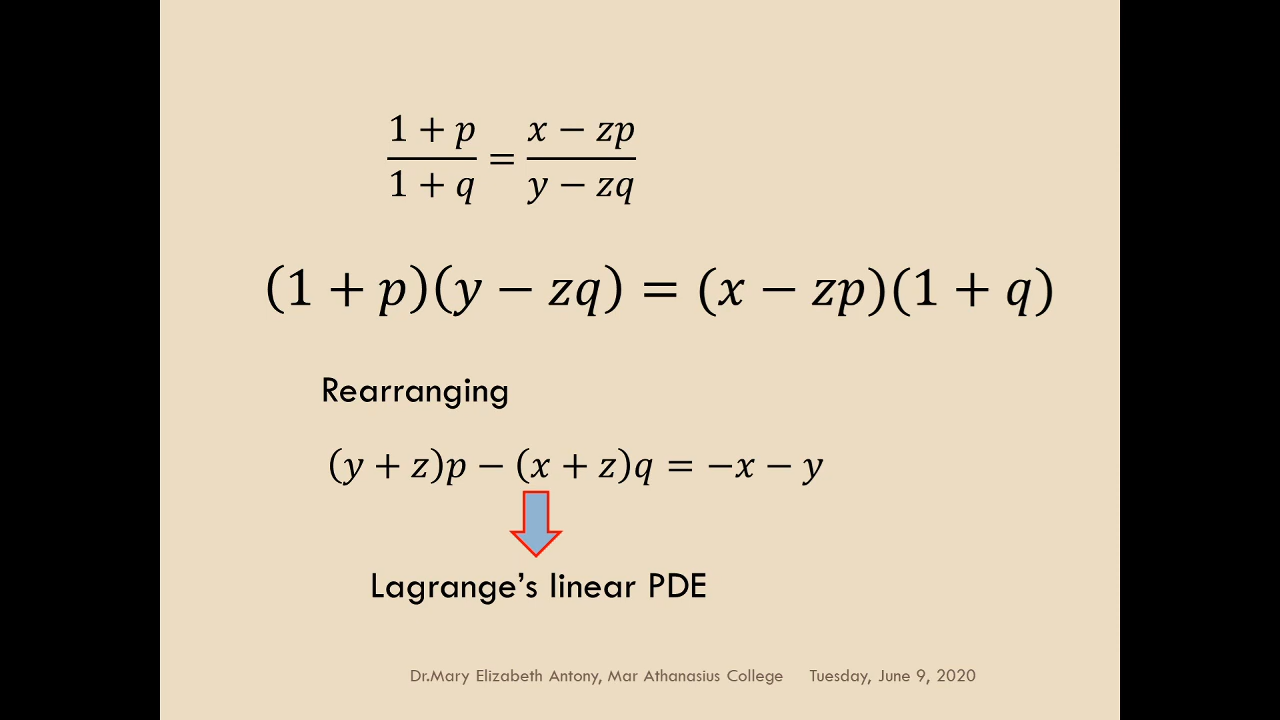 1 + p / 1 + q = x − zp / y − zq
(1 + p)(y − zq) = (x − zp)(1 + q)
Rearranging
(y + z)p − (x + z)q = −x − y
Lagrange’s linear PDE
Dr.Mary Elizabeth Antony, Mar Athanasius College Tuesday, June 9, 2020